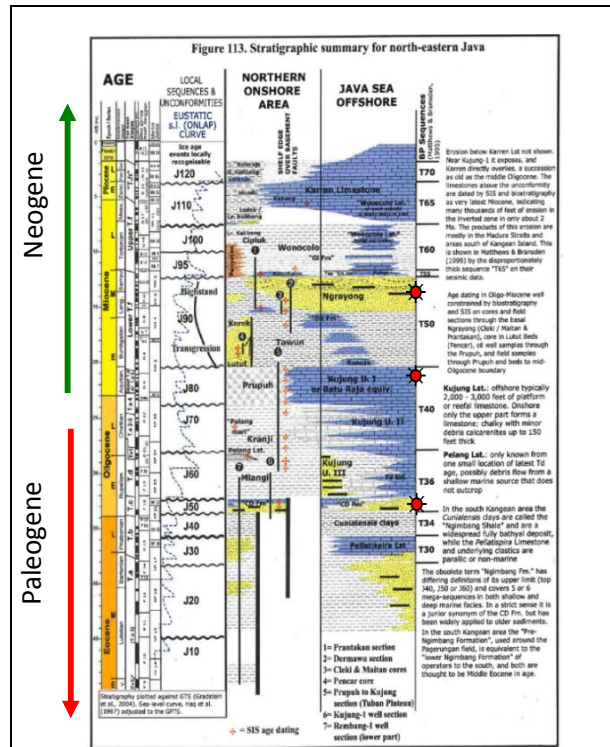 Figure 113. Stratigraphic summary for north-eastern Java
AGE
LOCAL
SEQUENCES &
UNCONFORMITIES
EUSTATIC
s.l. (ONLAP)
CURVE
NORTHERN
ONSHORE
AREA
SHELF EDGE
OVER BASEMENT
FAULTS
JAVA SEA
OFFSHORE
BP Sequences
(Matthews & Bransden,
1995)
Neogene
Paleogene
Pliocene
Miocene
Oligocene
Eocene
Ice age
events locally
recognisable
J120
J110
J100
J95
Highstand
J90
Transgression
J80
J70
J60
J50
J40
J30
J20
J10
Karren Limestone
"Wonocolo Lst."
Cipluk
Wonocolo
"GI Fm"
Ngrayong
Kerek
Lutut
Tawun
Rancak
Prupuh
Kujung U. I
or Batu Raja equiv.
"Pelang
mari"
Kranji
Kujung U. II
Pelang Lst.
Kujung
U. III
Mlangi
"CD Fm"
Cunialensis clays
Pellatispira Lst
T70
T65
T60
T50
T40
T36
T34
T30
Erosion below Karren Lst not shown.
Near Kujung-1 it exposes, and
Karren directly overlies, a succession
as old as the middle Oligocene. The
limestones above the unconformity
are dated by SIS and biostratigraphy
as very latest Miocene, indicating
many thousands of feet of erosion in
the inverted zone in only about 2
Ma. The products of this erosion are
mostly in the Madura Straits and
areas south of Kangean Island. This
is shown in Matthews & Bransden
(1995) by the disproportionately
thick sequence "T65" on their
seismic data.
Age dating in Oligo-Miocene well
constrained by biostratigraphy
and SIS on cores and field
sections through the basal
Ngrayong (Cleki / Maitan &
Prantakan), core in Lutut Beds
(Pencar), oil well samples through
the Prupuh, and field samples
through Prupuh and beds to mid-
Oligocene boundary
Kujung Lst.: offshore typically
2,000 - 3,000 feet of platform
or reefal limestone. Onshore
only the upper part forms a
limestone; chalky with minor
debris calcarenites up to 150
feet thick
Pelang Lst.: only known from
one small location of latest Td
age, possibly debris flow from
a shallow marine source that does
not outcrop
In the south Kangean area the
Cunialensis clays are called the
"Ngimbang Shale" and are a
widespread fully bathyal deposit,
while the Pellatispira Limestone
and underlying clastics are
parallic or non-marine
The obsolete term "Ngimbang Fm." has
differing definitons of its upper limit (top
J40, J50 or J60) and covers 5 or 6
mega-sequences in both shallow and
deep marine facies. In a strict sense it is
a junior synonym of the CD Fm. but has
been widely applied to older sediments.
In the south Kangean area the "Pre-
Ngimbang Formation", used around the
Pagerungan field, is equivalent to the
"lower Ngimbang Formation"
of operators to the south, and both are
thought to be Middle Eocene in age.
1= Prantakan section
2= Dermawu section
3= Cleki & Maitan cores
4= Pencar core
5= Prupuh to Kujung
section (Tuban Plateau)
6= Kujung-1 well section
7= Rembang-1 well
section (lower part)
= SIS age dating
Stratigraphy plotted against GTS (Gradstein
et al., 2004). Sea-level curve, Haq et al.
(1987) adjusted to the GPTS.